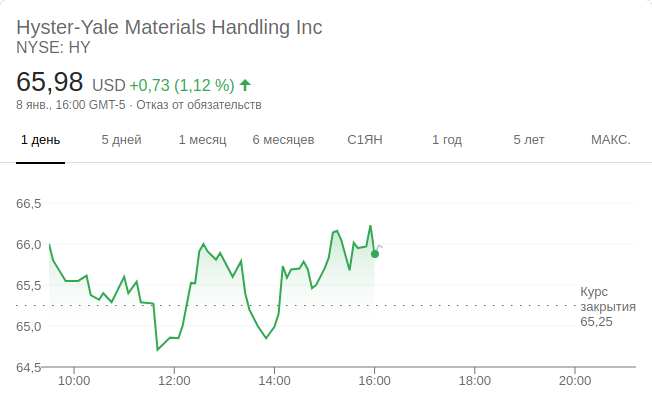 Hyster-Yale Materials Handling Inc
NYSE: HY
65,98 USD +0,73 (1,12 %)
8 янв., 16:00 GMT-5 · Отказ от обязательств
1 день 5 дней 1 месяц 6 месяцев С1ЯН 1 год 5 лет МАКС.
66,5
66,0
65,5
65,0
64,5
Курс
закрытия
65,25
10:00 12:00 14:00 16:00 18:00 20:00